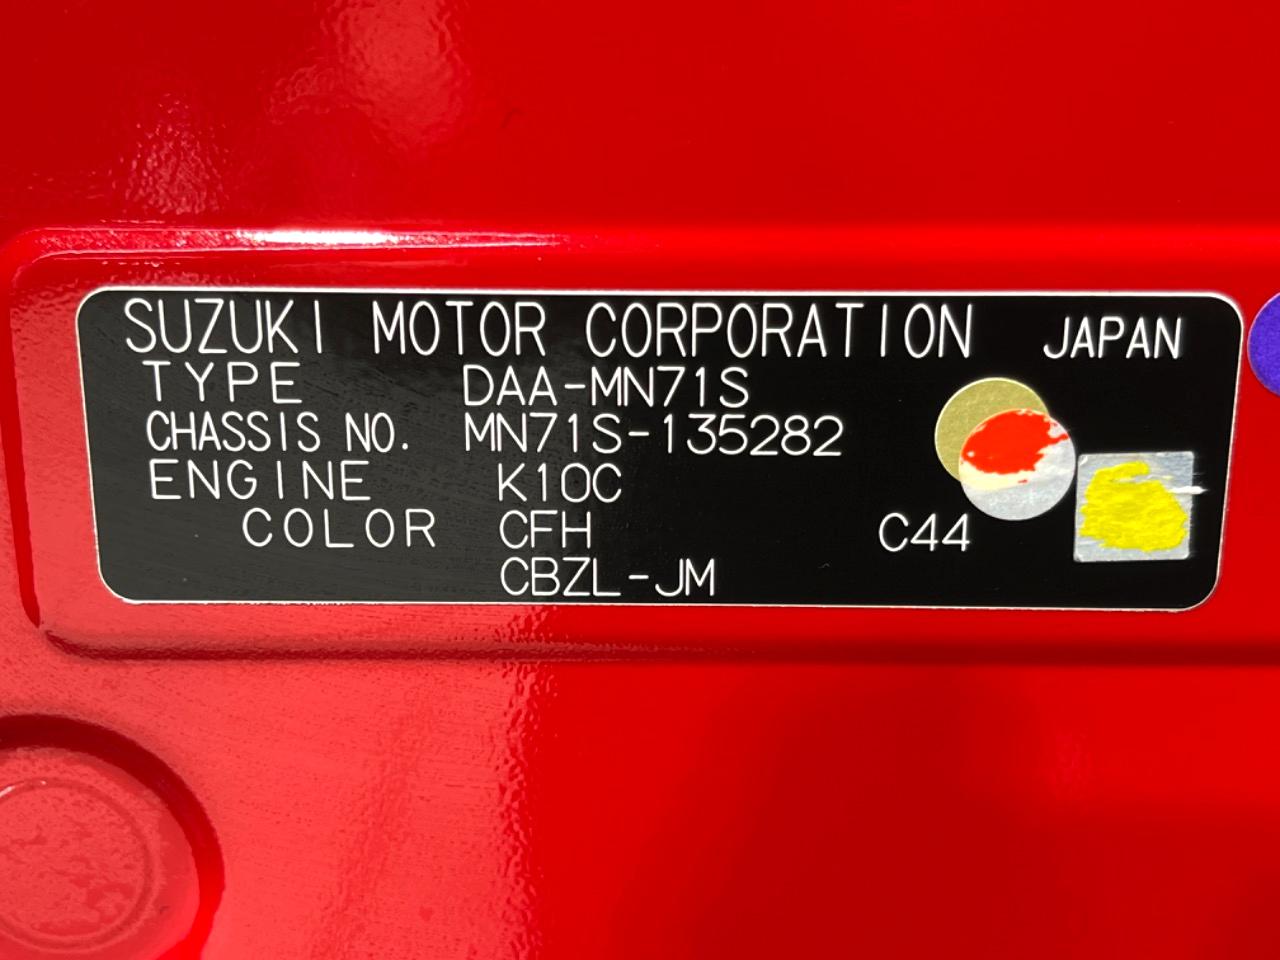 SUZUKI MOTOR CORPORATION JAPAN
TYPE DAA-MN71S
CHASSIS NO. MN71S-135282
ENGINE K10C
COLOR CFH C44
CBZL-JM